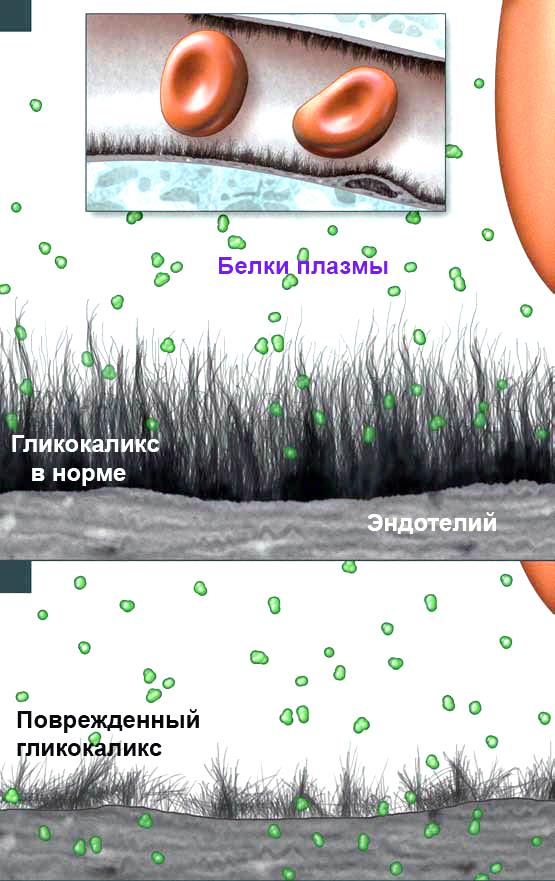 Белки плазмы
Гликокаликс
в норме
Эндотелий
Поврежденный
гликокаликс